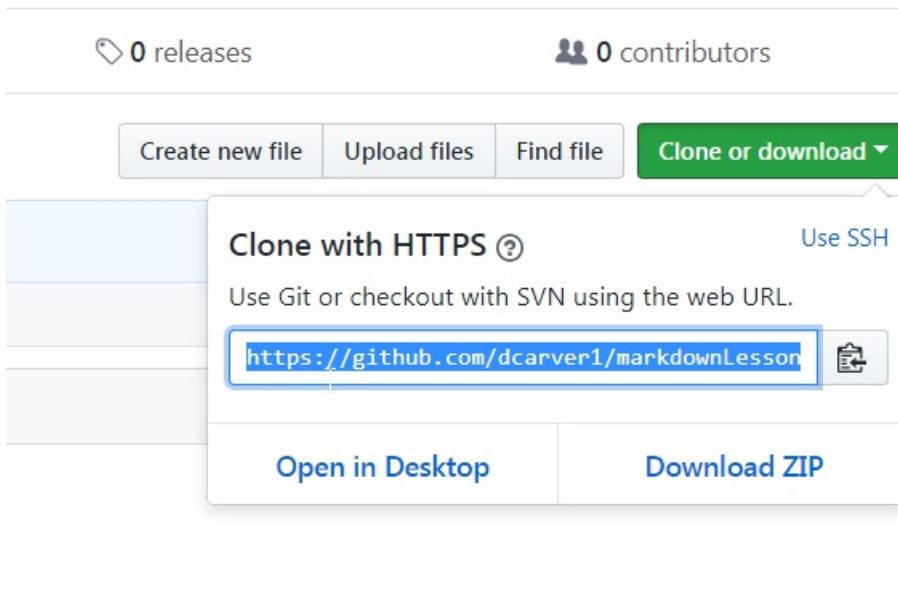 0 releases
0 contributors
Create new file
Upload files
Find file
Clone or download
Clone with HTTPS ?
Use SSH
Use Git or checkout with SVN using the web URL.
https://github.com/dcarver1/markdownLesson
Open in Desktop
Download ZIP